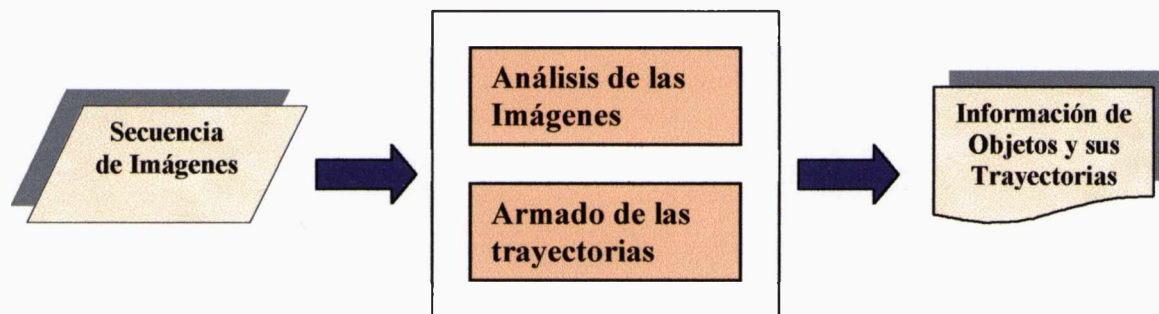 Secuencia
de Imágenes
Análisis de las
Imágenes
Armado de las
trayectorias
Información de
Objetos y sus
Trayectorias